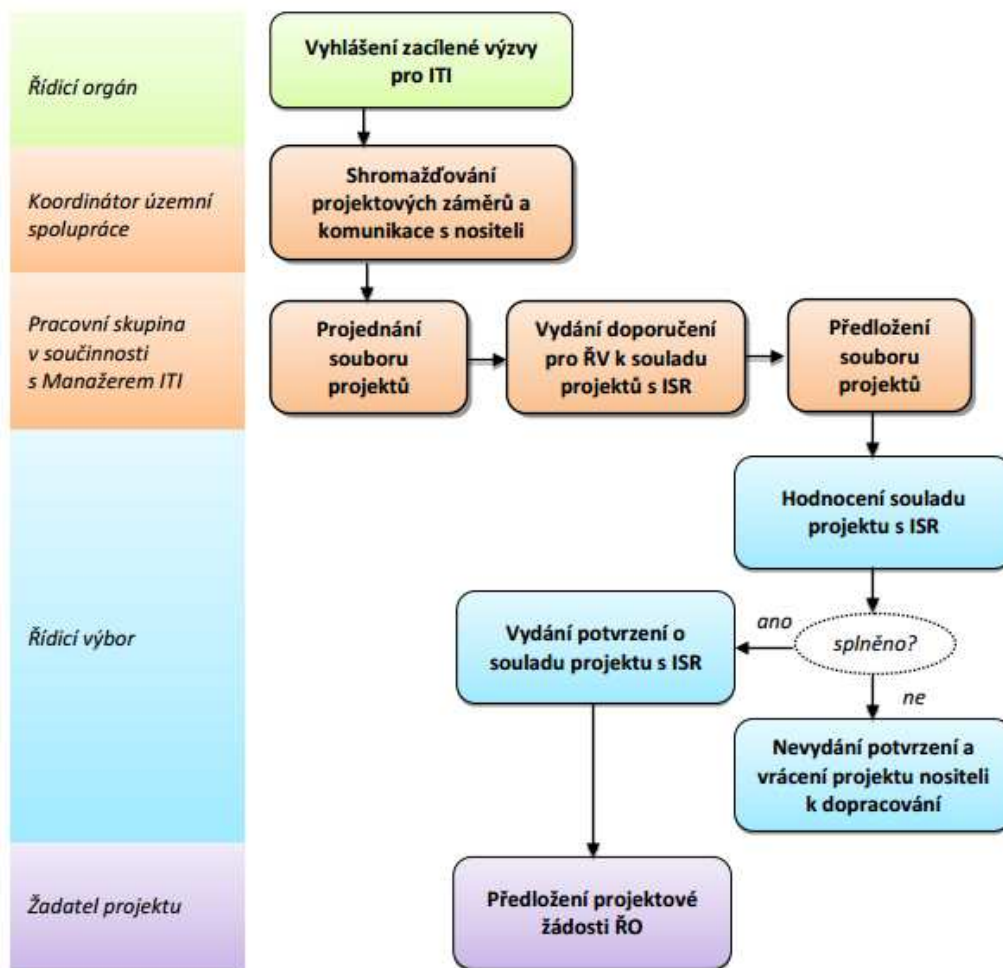 Řídicí orgán
Vyhlášení zacílené výzvy
pro ITI
Koordinátor územní
spolupráce
Shromažďování
projektových záměrů a
komunikace s nositeli
Pracovní skupina
v součinnosti
s Manažerem ITI
Projednání
souboru
projektů
Vydání doporučení
pro ŘV k souladu
projektů s ISR
Předložení
souboru
projektů
Řídicí výbor
Hodnocení souladu
projektu s ISR
splněno?
ano
ne
Vydání potvrzení o
souladu projektu s ISR
Nevydání potvrzení a
vrácení projektu nositeli
k dopracování
Žadatel projektu
Předložení projektové
žádosti ŘO